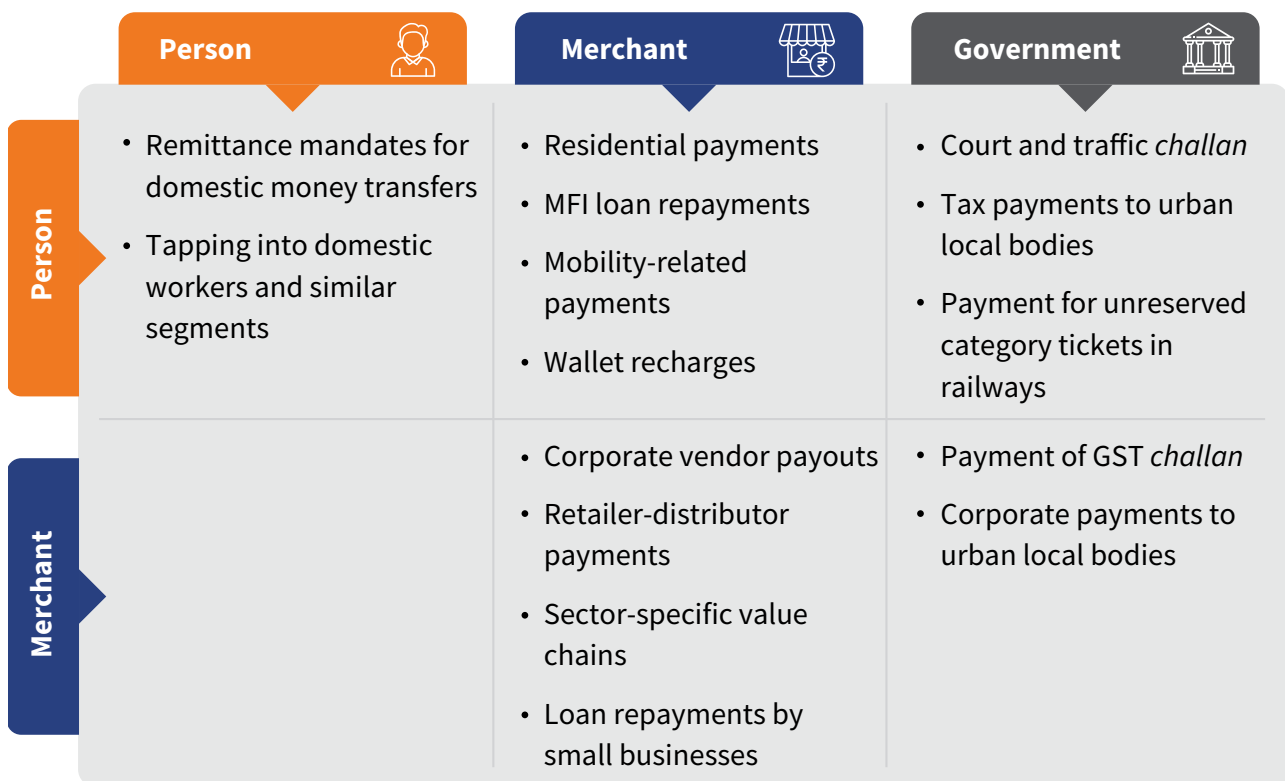 Person
Merchant
Government
Person
• Remittance mandates for
domestic money transfers
• Tapping into domestic
workers and similar
segments
• Residential payments
• MFI loan repayments
• Mobility-related
payments
• Wallet recharges
• Court and traffic challan
• Tax payments to urban
local bodies
• Payment for unreserved
category tickets in
railways
Merchant
• Corporate vendor payouts
• Retailer-distributor
payments
• Sector-specific value
chains
• Loan repayments by
small businesses
• Payment of GST challan
• Corporate payments to
urban local bodies